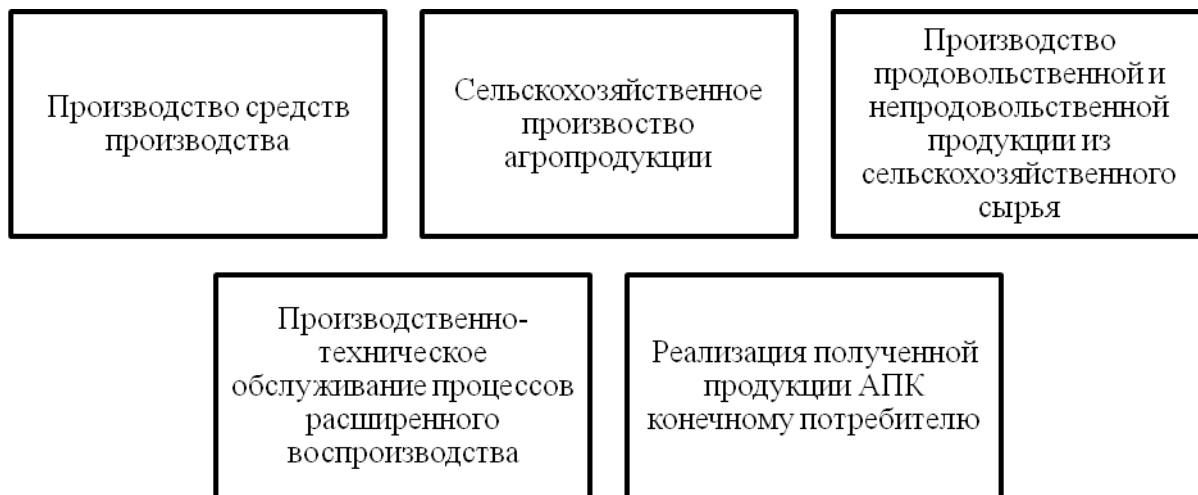 Производство средств
производства
Сельскохозяйственное
произвоство
агропродукции
Производство
продовольственной и
непродовольственной
продукции из
сельскохозяйственного
сырья
Производственно-
техническое
обслуживание процессов
расширенного
воспроизводства
Реализация полученной
продукции АПК
конечному потребителю